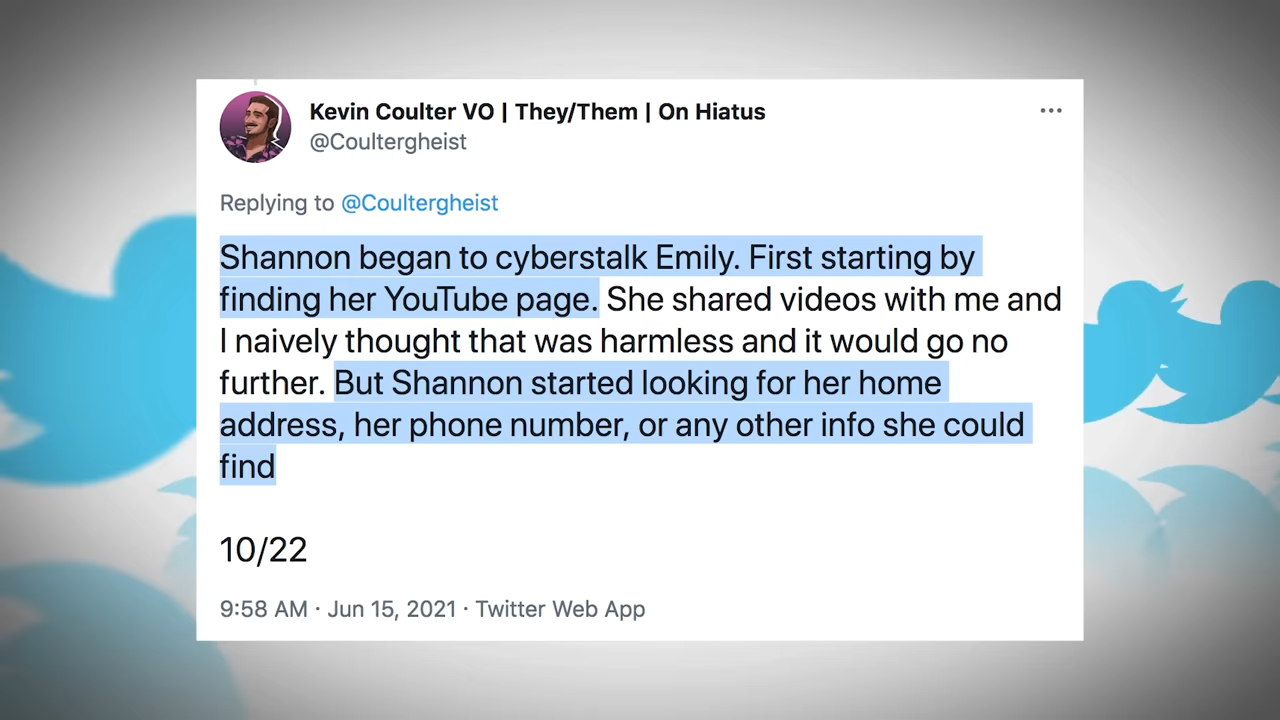 Kevin Coulter VO | They/Them | On Hiatus
@Coultergheist
Replying to @Coultergheist
Shannon began to cyberstalk Emily. First starting by
finding her YouTube page. She shared videos with me and
I naively thought that was harmless and it would go no
further. But Shannon started looking for her home
address, her phone number, or any other info she could
find
10/22
9:58 AM · Jun 15, 2021 · Twitter Web App